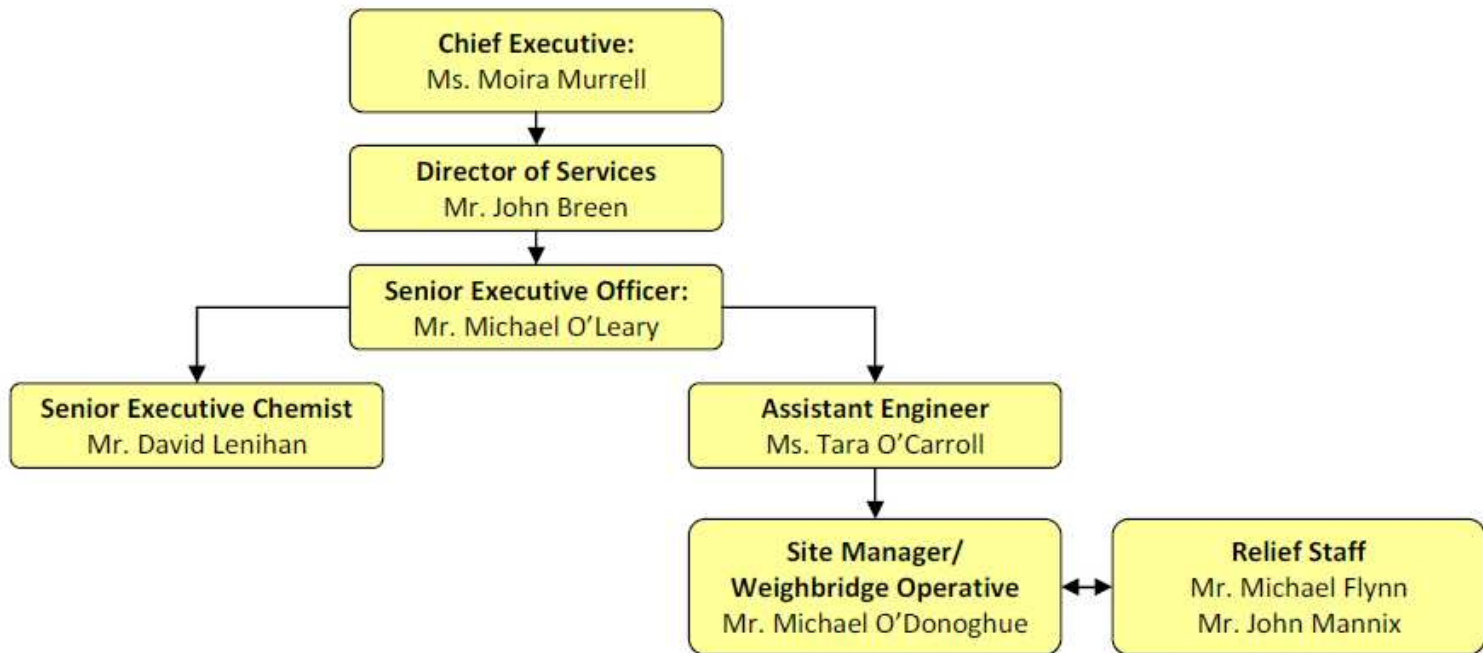 Chief Executive:
Ms. Moira Murrell
Director of Services
Mr. John Breen
Senior Executive Officer:
Mr. Michael O’Leary
Senior Executive Chemist
Mr. David Lenihan
Assistant Engineer
Ms. Tara O’Carroll
Site Manager/
Weighbridge Operative
Mr. Michael O’Donoghue
Relief Staff
Mr. Michael Flynn
Mr. John Mannix